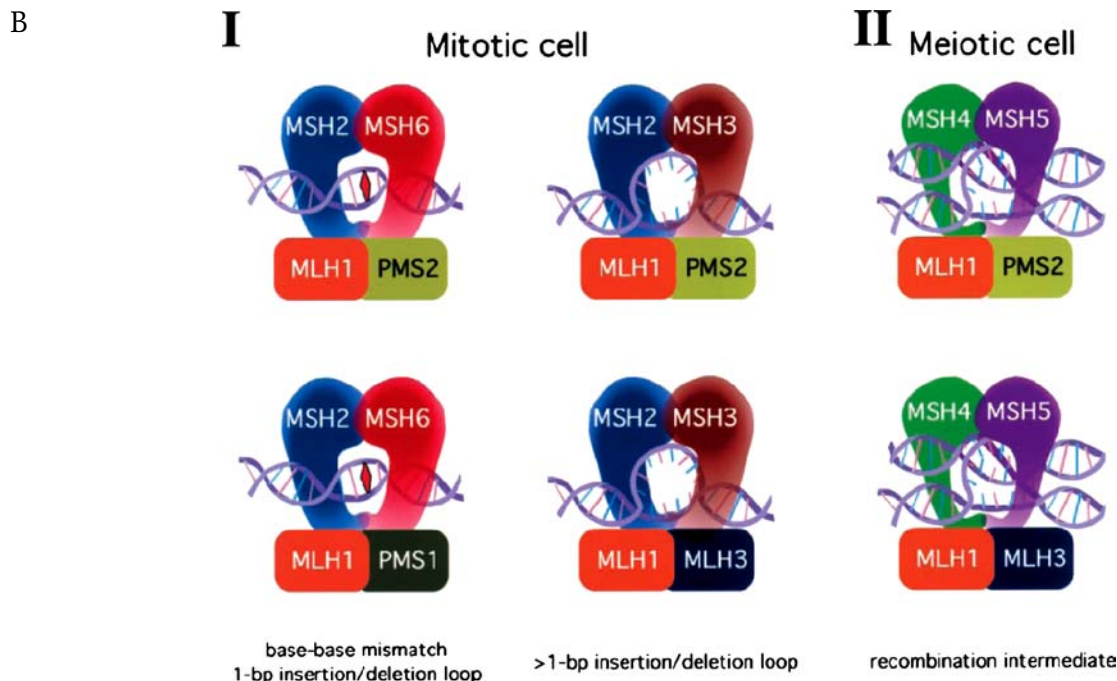 B
I
Mitotic cell
II
Meiotic cell
MSH2 MSH6
MSH2 MSH3
MSH4 MSH5
MLH1 PMS2
MLH1 PMS2
MLH1 PMS2
MSH2 MSH6
MSH2 MSH3
MSH4 MSH5
MLH1 PMS1
MLH1 MLH3
MLH1 MLH3
base-base mismatch
1-bp insertion/deletion loop
>1-bp insertion/deletion loop
recombination intermediate